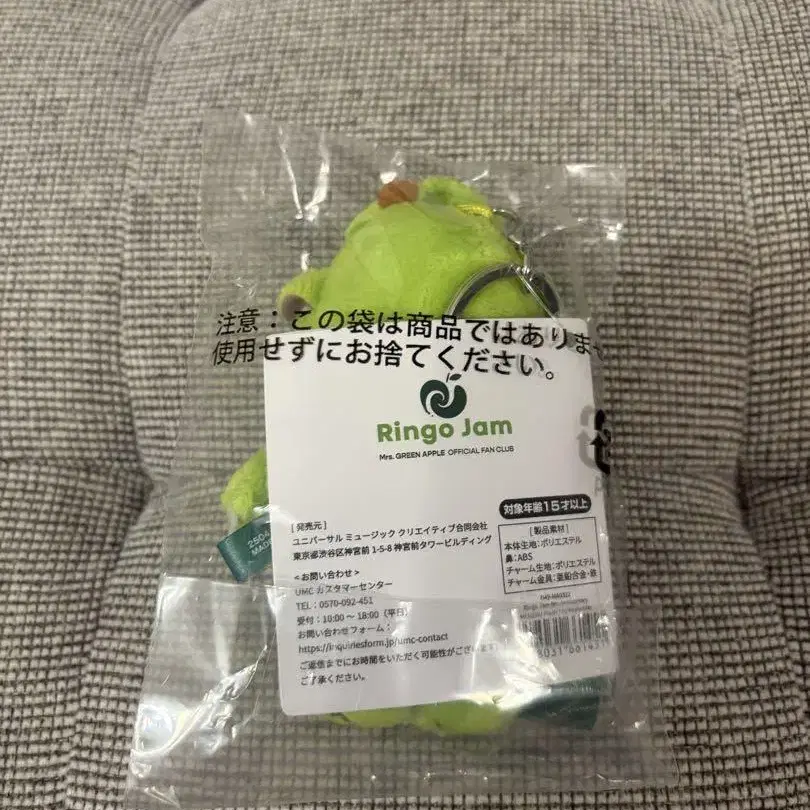 注意：この袋は商品ではありませ
使用せずにお捨てください。
Ringo Jam
Mrs. GREEN APPLE OFFICIAL FAN CLUB
対象年齢15才以上
[発売元]
ユニバーサル ミュージック クリエイティブ合同会社
東京都渋谷区神宮前 1-5-8 神宮前タワービルディング
<お問い合わせ>
UMC カスタマーセンター
TEL：0570-092-451
受付：10:00～18:00（平日）
お問い合わせフォーム：
https://inquiriesform.jp/umc-contact
ご返信までにお時間をいただく可能性がございます
ご了承ください。
[製品素材]
本体生地：ポリエステル
鼻：ABS
チャーム生地：ポリエステル
チャーム金具：亜鉛合金・鉄
2504
MADE